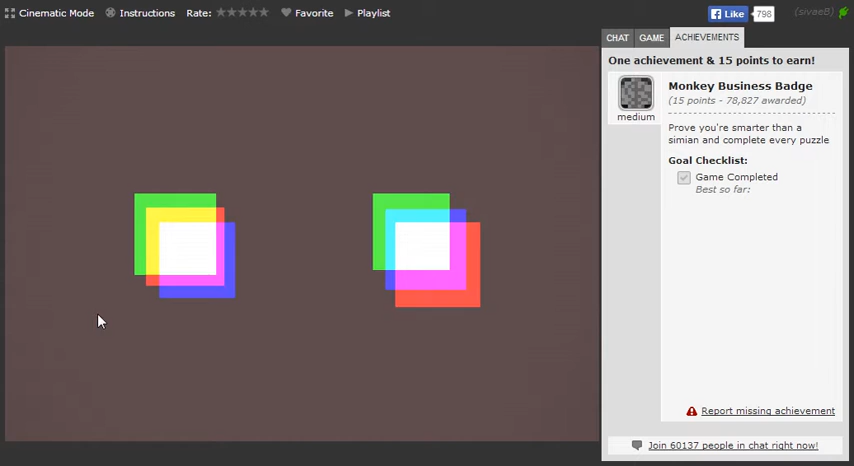 Cinematic Mode Instructions Rate: Favorite Playlist Like 798 (sivaeB)
CHAT GAME ACHIEVEMENTS
One achievement & 15 points to earn!
medium
Monkey Business Badge
(15 points - 78,827 awarded)
Prove you're smarter than a
simian and complete every puzzle
Goal Checklist:
Game Completed
Best so far:
Report missing achievement
Join 60137 people in chat right now!